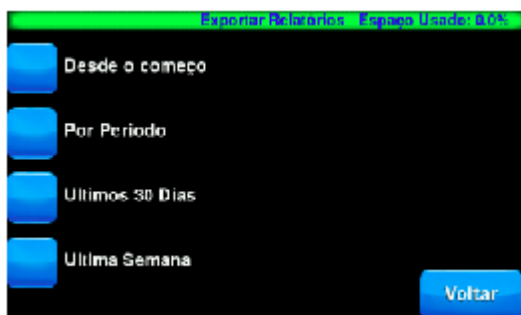 Exportar Relatórios Espaço Usado: 0.0%
Desde o começo
Por Periodo
Ultimos 30 Dias
Ultima Semana
Voltar